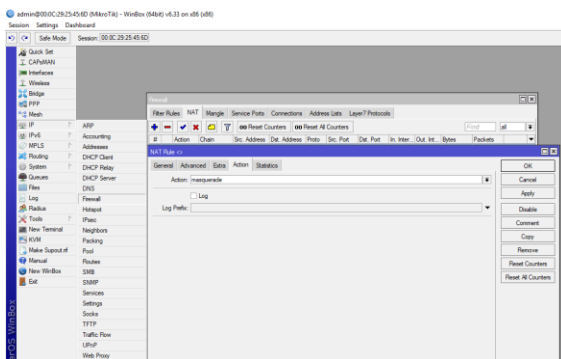 admin@00:0C:29:25:45:6D (MikroTik) - WinBox (64bit) v6.33 on x86 (x86)
Session Settings Dashboard
Safe Mode Session: 00:0C:29:25:45:6D
Quick Set
CAPsMAN
Interfaces
Wireless
Bridge
PPP
Mesh
IP
IPv6
MPLS
Routing
System
Queues
Files
Log
Radius
Tools
New Terminal
KVM
Make Supout.rif
Manual
New WinBox
Exit
ARP
Accounting
Addresses
DHCP Client
DHCP Relay
DHCP Server
DNS
Firewall
Hotspot
IPsec
Neighbors
Packing
Pool
Routes
SMB
SNMP
Services
Settings
Socks
TFTP
Traffic Flow
UPnP
Web Proxy
Firewall
Filter Rules NAT Mangle Service Ports Connections Address Lists Layer7 Protocols
00 Reset Counters 00 Reset All Counters Find all
# Action Chain Src. Address Dst. Address Proto Src. Port Dst. Port In. Inter... Out. Int... Bytes Packets
NAT Rule <>
General Advanced Extra Action Statistics
Action: masquerade
Log
Log Prefix:
OK
Cancel
Apply
Disable
Comment
Copy
Remove
Reset Counters
Reset All Counters
erOS WinBox